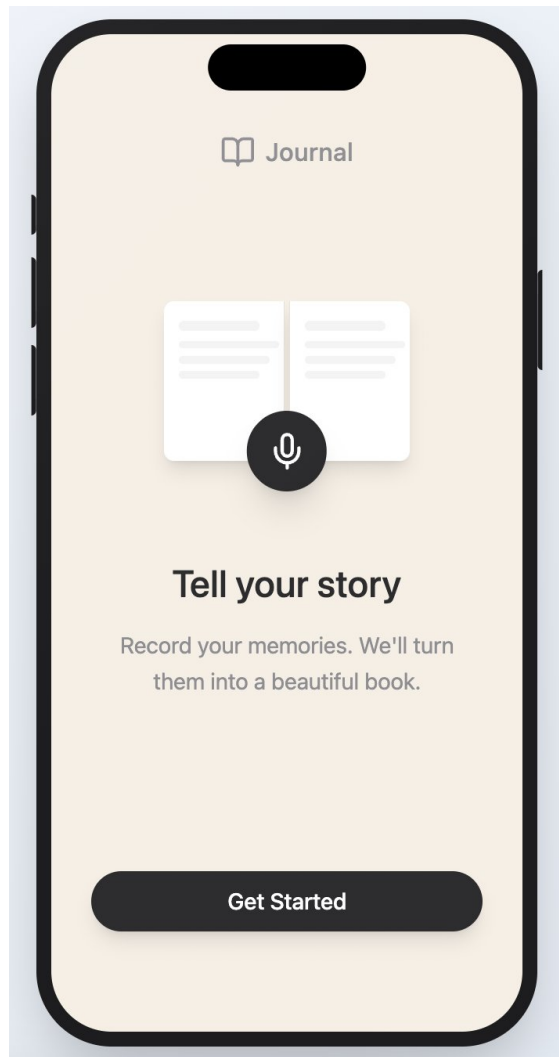 Journal
Tell your story
Record your memories. We'll turn
them into a beautiful book.
Get Started